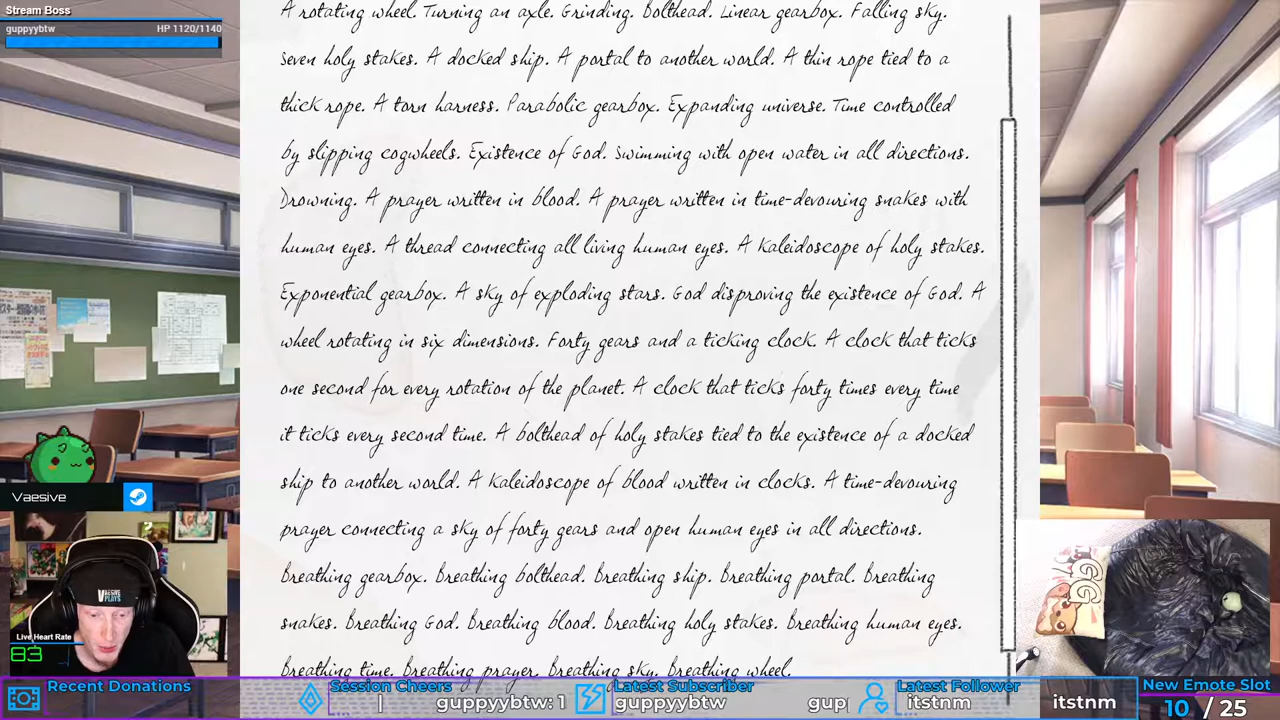 Stream Boss
guppyybtw HP 1120/1140
A rotating wheel. Turning an axle. Grinding. Bolthead. Linear gearbox. Falling sky.
Seven holy stakes. A docked ship. A portal to another world. A thin rope tied to a
thick rope. A torn harness. Parabolic gearbox. Expanding universe. Time controlled
by slipping cogwheels. Existence of God. Swimming with open water in all directions.
Drowning. A prayer written in blood. A prayer written in time-devouring snakes with
human eyes. A thread connecting all living human eyes. A kaleidoscope of holy stakes.
Exponential gearbox. A sky of exploding stars. God disproving the existence of God. A
wheel rotating in six dimensions. Forty gears and a ticking clock. A clock that ticks
one second for every rotation of the planet. A clock that ticks forty times every time
it ticks every second time. A bolthead of holy stakes tied to the existence of a docked
ship to another world. A kaleidoscope of blood written in clocks. A time-devouring
prayer connecting a sky of forty gears and open human eyes in all directions.
Breathing gearbox. Breathing bolthead. Breathing ship. Breathing portal. Breathing
snakes. Breathing God. Breathing blood. Breathing holy stakes. Breathing human eyes.
Breathing time. Breathing prayer. Breathing sky. Breathing wheel.
Vaesive
Live Heart Rate
83
GG
Recent Donations
Session Cheers
guppyybtw: 1
Latest Subscriber
guppyybtw gup
Latest Follower
itstnm itstnm
New Emote Slot
10 / 25